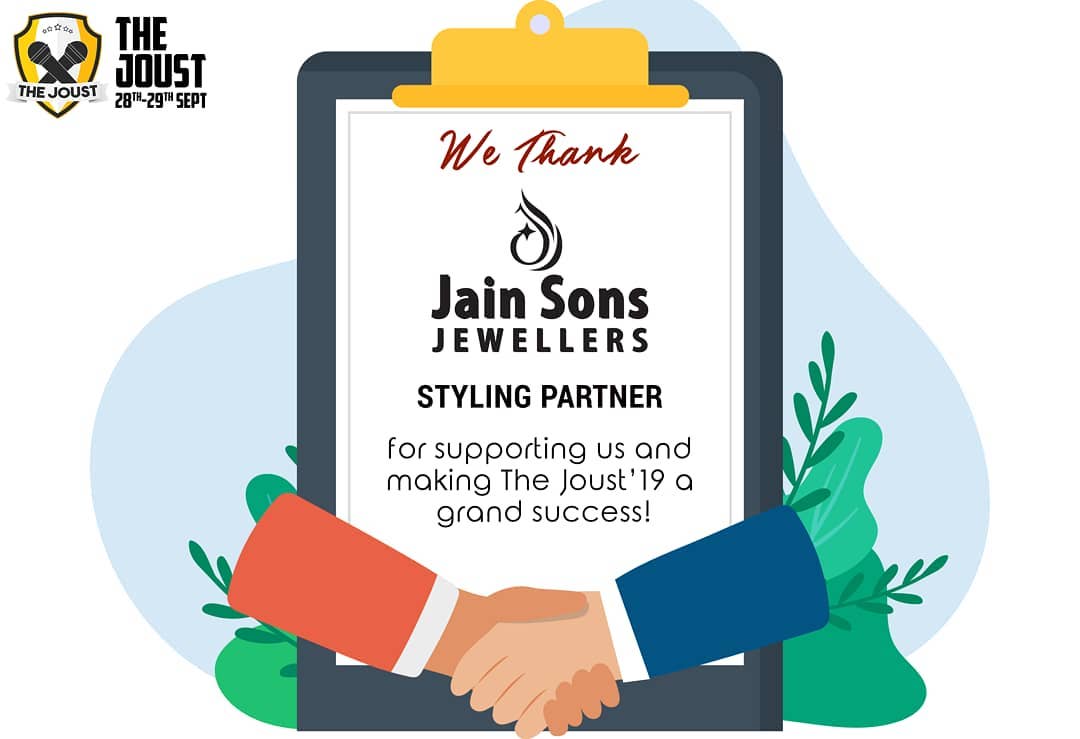 THE JOUST
THE
JOUST
28TH-29TH SEPT
We Thank
Jain Sons
JEWELLERS
STYLING PARTNER
for supporting us and
making The Joust'19 a
grand success!